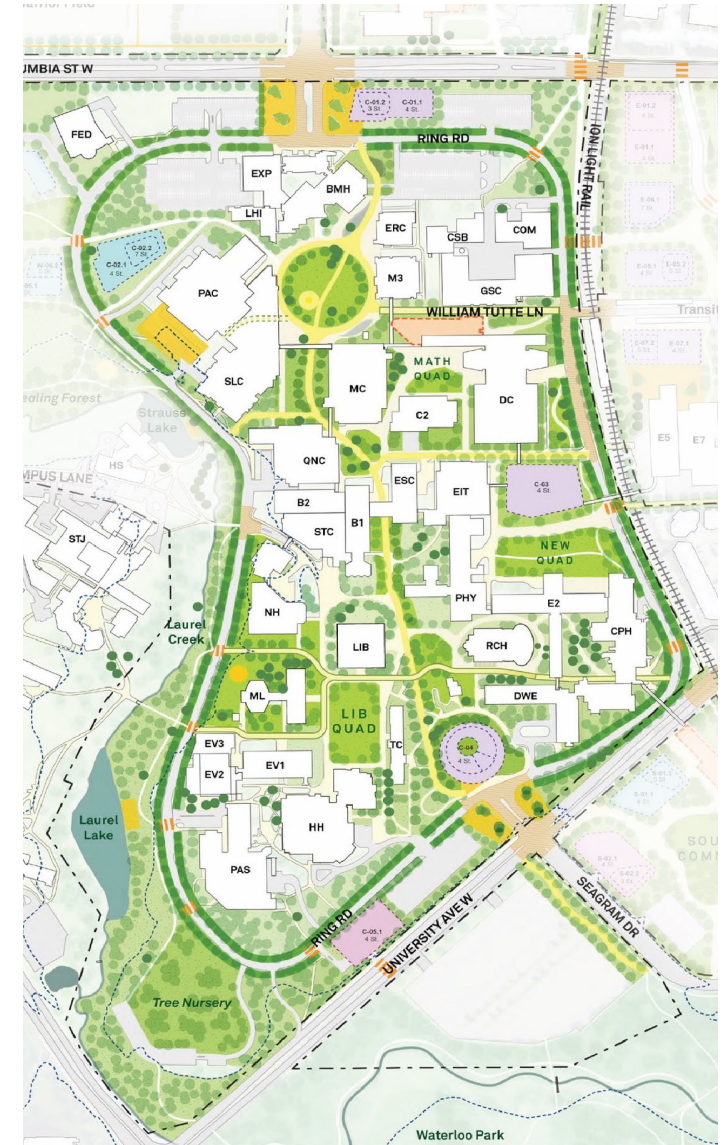 UMBIA ST W
C-01.2
3 St.
C-01.1
4 St.
FED
RING RD
ION LIGHT RAIL
EXP
BMH
LHI
ERC
CSB
COM
C-02.2
7 St.
C-02.1
4 St.
PAC
M3
GSC
WILLIAM TUTTE LN
Transit
SLC
MC
MATH
QUAD
DC
C2
ealing Forest
Strauss
Lake
HS
MPUS LANE
E5
E7
QNC
ESC
EIT
C-03
4 St.
B2
B1
STC
STJ
NEW
QUAD
PHY
E2
NH
Laurel
Creek
LIB
RCH
CPH
ML
DWE
LIB
QUAD
TC
C-04
4 St.
EV3
EV2
EV1
Laurel
Lake
HH
PAS
SOU
COMM
SEAGRAM DR
RING RD
C-05.1
4 St.
UNIVERSITY AVE W
Tree Nursery
Waterloo Park